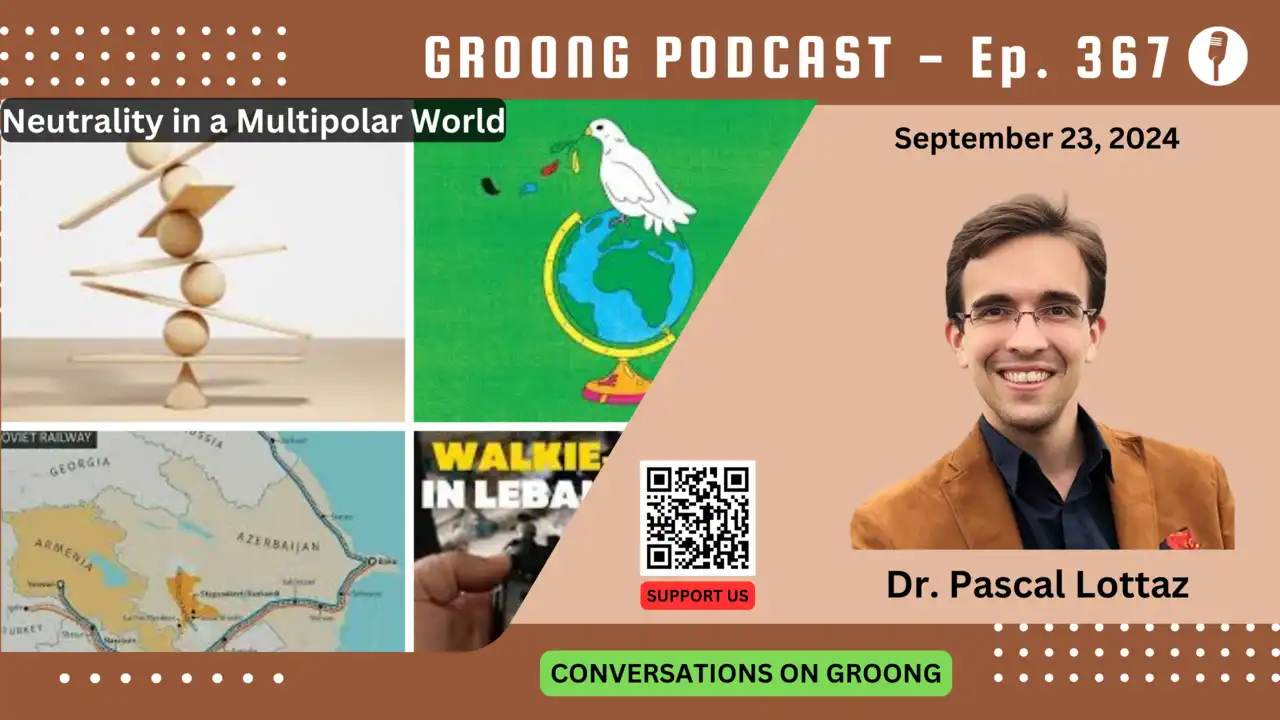 GROONG PODCAST - Ep. 367
Neutrality in a Multipolar World
September 23, 2024
OVIET RAILWAY
RUSSIA
GEORGIA
ARMENIA
AZERBAIJAN
Baku
TURKEY
WALKIE-
IN LEBA
SUPPORT US
Dr. Pascal Lottaz
CONVERSATIONS ON GROONG